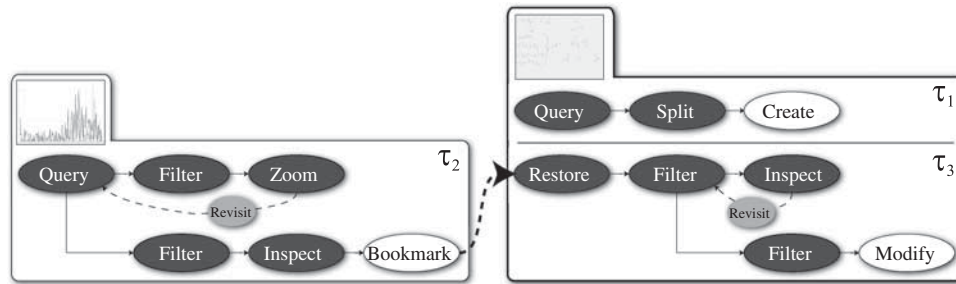 τ2
Query Filter Zoom
Revisit
Filter Inspect Bookmark
τ1
Query Split Create
τ3
Restore Filter Inspect
Revisit
Filter Modify